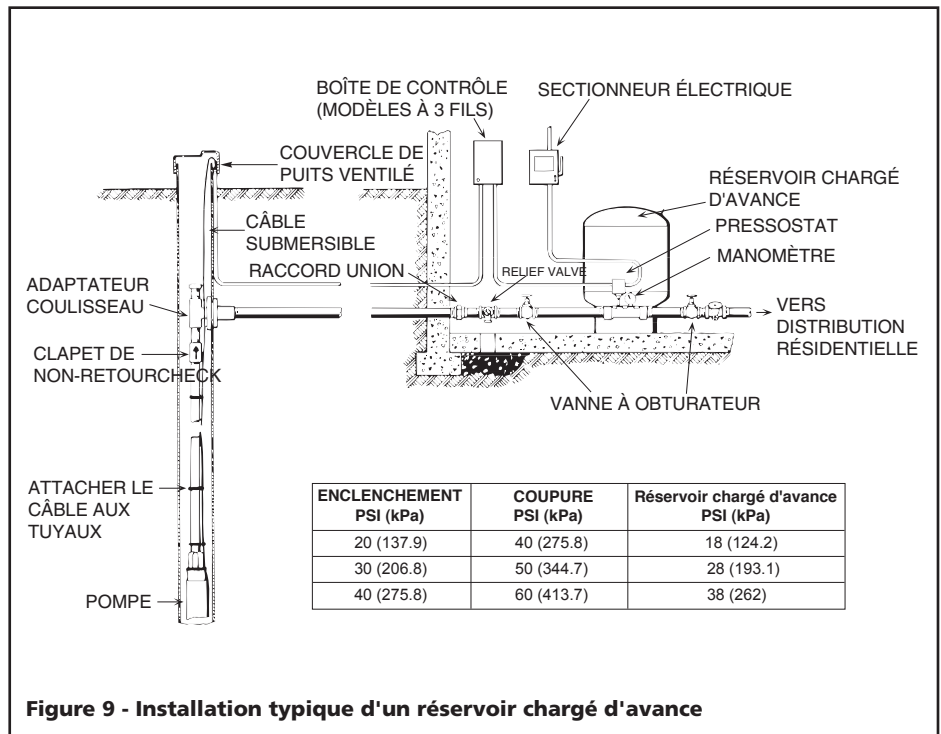 BOÎTE DE CONTRÔLE
(MODÈLES À 3 FILS)
SECTIONNEUR ÉLECTRIQUE
COUVERCLE DE
PUITS VENTILÉ
RÉSERVOIR CHARGÉ
D'AVANCE
CÂBLE
SUBMERSIBLE
PRESSOSTAT
MANOMÈTRE
RACCORD UNION
RELIEF VALVE
ADAPTATEUR
COULISSEAU
VERS
DISTRIBUTION
RÉSIDENTIELLE
CLAPET DE
NON-RETOURCHECK
VANNE À OBTURATEUR
ATTACHER LE
CÂBLE AUX
TUYAUX
POMPE
ENCLENCHEMENT
PSI (kPa)
COUPURE
PSI (kPa)
Réservoir chargé d'avance
PSI (kPa)
20 (137.9) 40 (275.8) 18 (124.2)
30 (206.8) 50 (344.7) 28 (193.1)
40 (275.8) 60 (413.7) 38 (262)
Figure 9 - Installation typique d'un réservoir chargé d'avance